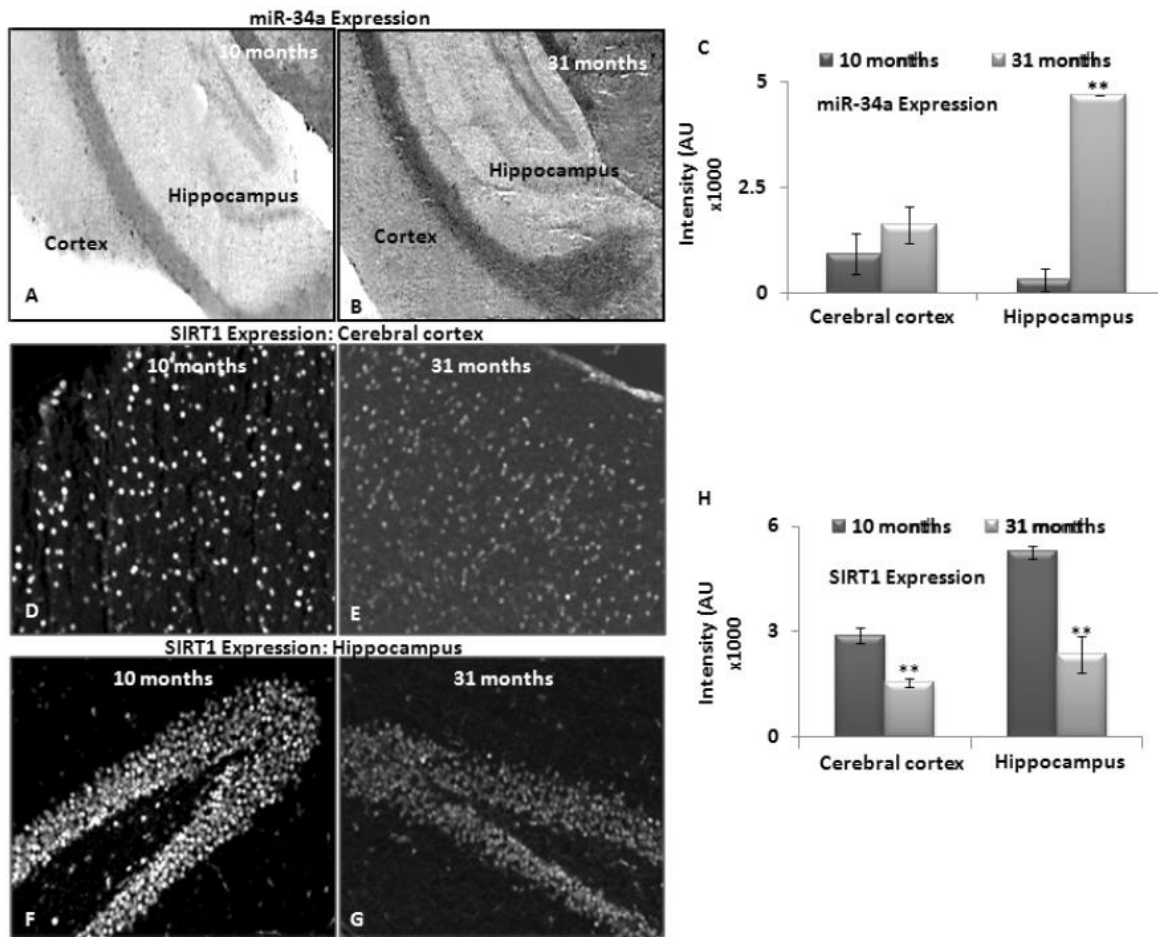 miR-34a Expression
10 months
Hippocampus
Cortex
A
31 months
Hippocampus
Cortex
B
C
10 months
31 months
miR-34a Expression
Intensity (AU
x1000
5
2.5
0
**
Cerebral cortex
Hippocampus
SIRT1 Expression: Cerebral cortex
10 months
D
31 months
E
SIRT1 Expression: Hippocampus
10 months
F
31 months
G
H
10 months
31 months
SIRT1 Expression
Intensity (AU
x1000
6
3
0
**
**
Cerebral cortex
Hippocampus